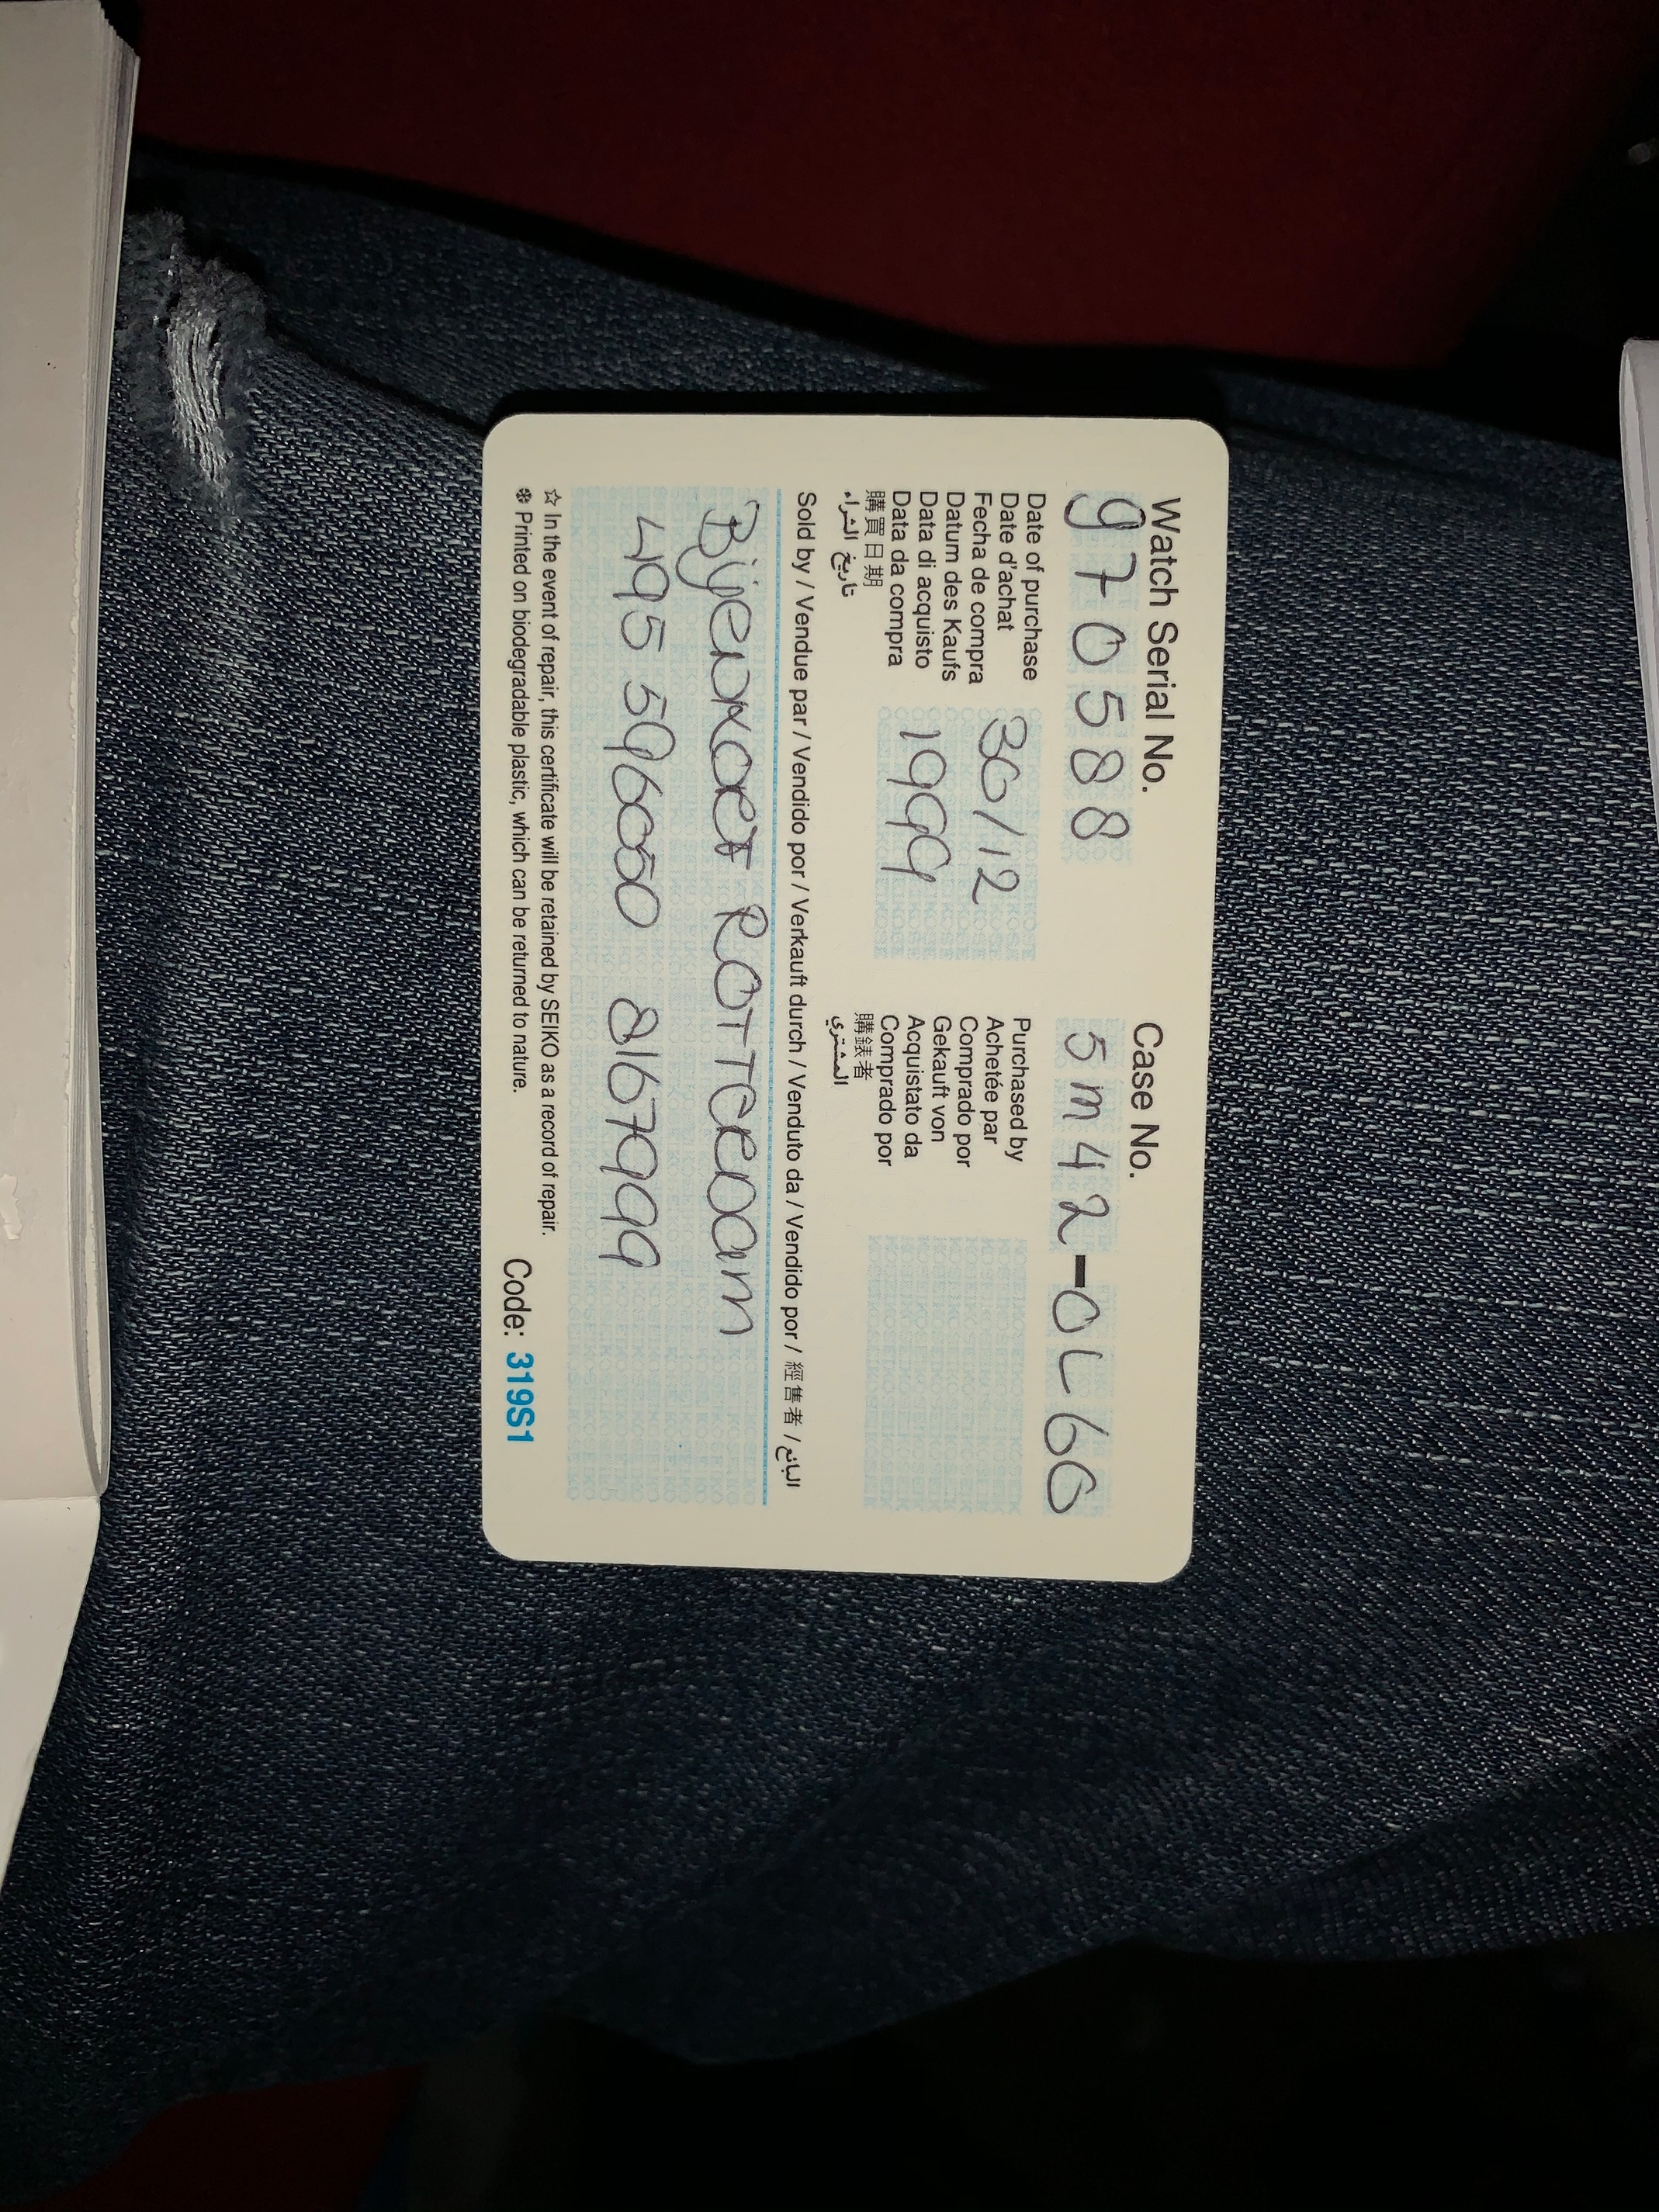 Watch Serial No.
970588
Case No.
5m42-0L60
Date of purchase
Date d'achat
Fecha de compra
Datum des Kaufs
Data di acquisto
Data da compra
購買日期
تاريخ الشراء
30/12
1999
Purchased by
Achetée par
Comprado por
Gekauft von
Acquistato da
Comprado por
購錶者
المشتري
Sold by / Vendue par / Vendido por / Verkauft durch / Venduto da / Vendido por / 經售者 / البائع
Bijenkorf Rotterdam
495 596050 2167999
☆ In the event of repair, this certificate will be retained by SEIKO as a record of repair.
❄ Printed on biodegradable plastic, which can be returned to nature.
Code: 319S1